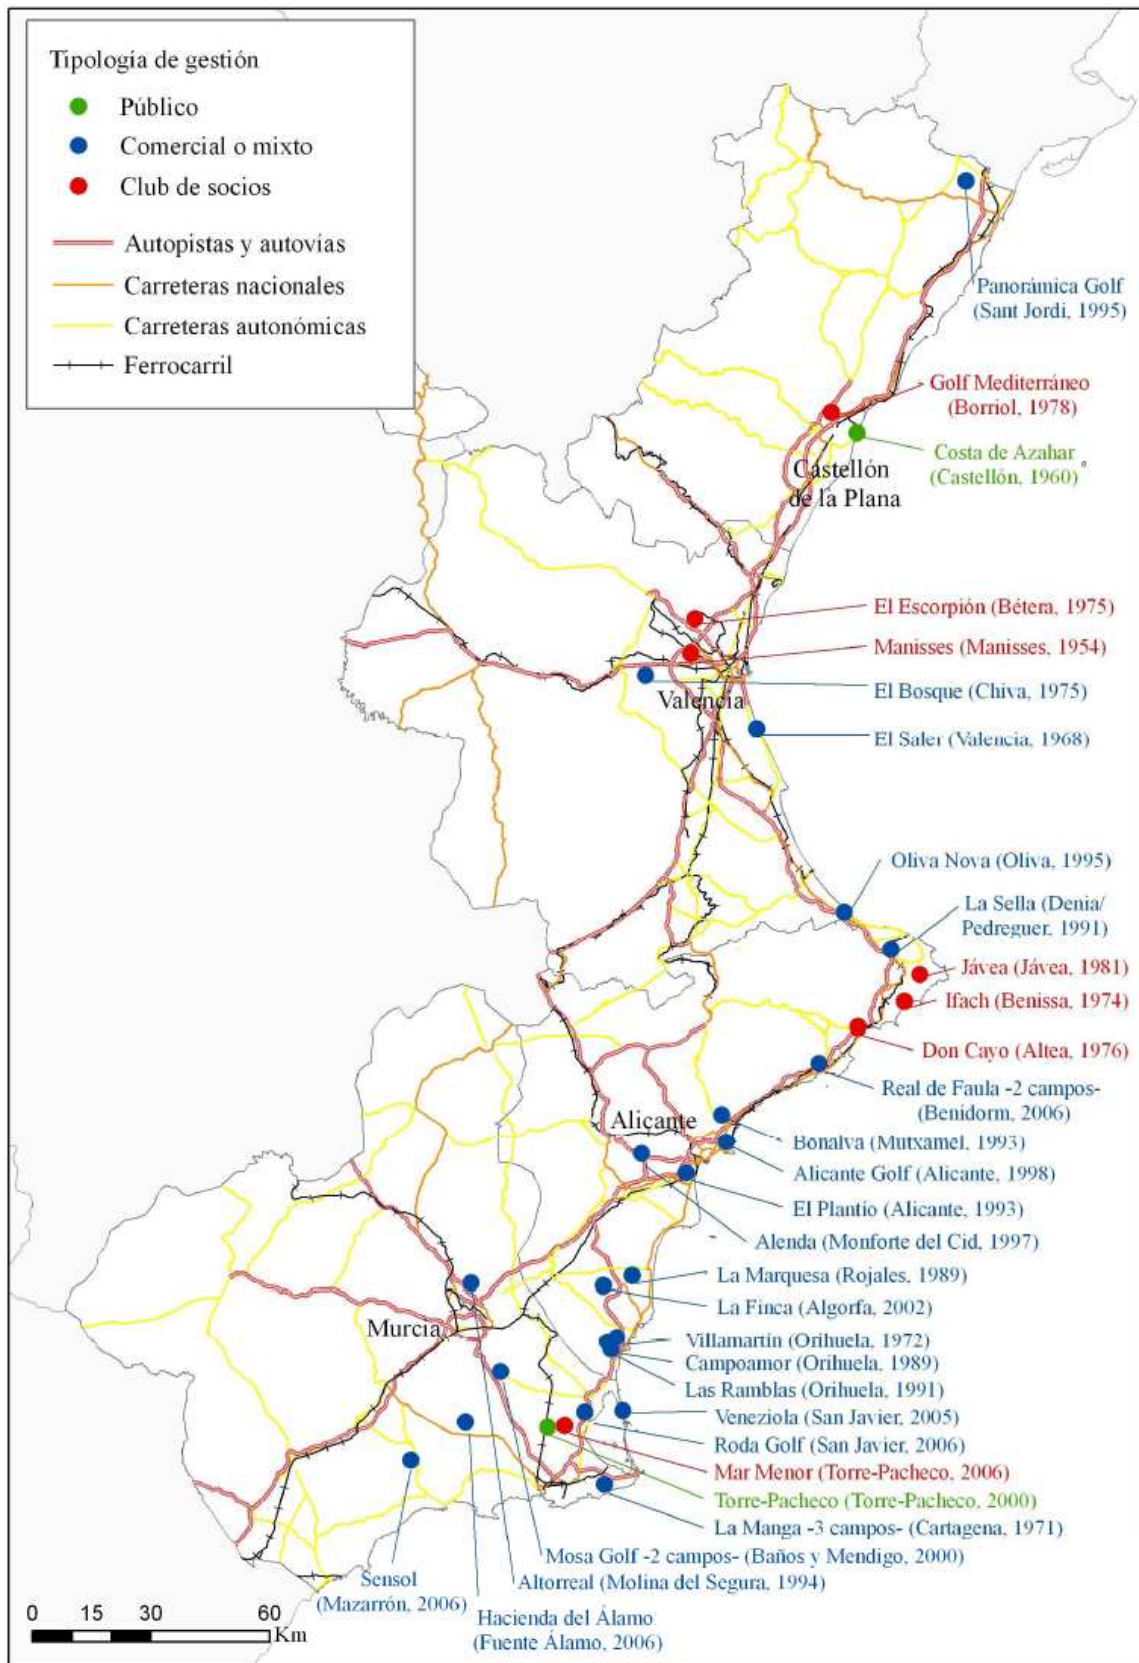 Tipología de gestión
Público
Comercial o mixto
Club de socios
Autopistas y autovías
Carreteras nacionales
Carreteras autonómicas
Ferrocarril
Panorámica Golf
(Sant Jordi, 1995)
Golf Mediterráneo
(Borriol, 1978)
Costa de Azahar
(Castellón, 1960)
Castellón
de la Plana
El Escorpión (Bétera, 1975)
Manisses (Manisses, 1954)
El Bosque (Chiva, 1975)
Valencia
El Saler (Valencia, 1968)
Oliva Nova (Oliva, 1995)
La Sella (Denia/
Pedreguer, 1991)
Jávea (Jávea, 1981)
Ifach (Benissa, 1974)
Don Cayo (Altea, 1976)
Real de Faula -2 campos-
(Benidorm, 2006)
Alicante
Bonalva (Mutxamel, 1993)
Alicante Golf (Alicante, 1998)
El Plantío (Alicante, 1993)
Alenda (Monforte del Cid, 1997)
La Marquesa (Rojales, 1989)
La Finca (Algorfa, 2002)
Murcia
Villamartín (Orihuela, 1972)
Campoamor (Orihuela, 1989)
Las Ramblas (Orihuela, 1991)
Veneziola (San Javier, 2005)
Roda Golf (San Javier, 2006)
Mar Menor (Torre-Pacheco, 2006)
Torre-Pacheco (Torre-Pacheco, 2000)
La Manga -3 campos- (Cartagena, 1971)
Mosa Golf -2 campos- (Baños y Mendigo, 2000)
Altorreal (Molina del Segura, 1994)
Sensol
(Mazarrón, 2006)
Hacienda del Álamo
(Fuente Álamo, 2006)
0 15 30 60
Km